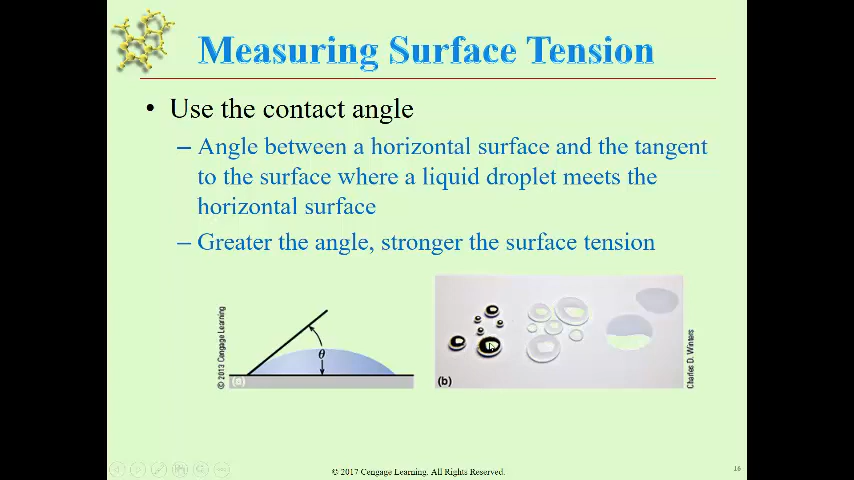 Measuring Surface Tension
• Use the contact angle
– Angle between a horizontal surface and the tangent
to the surface where a liquid droplet meets the
horizontal surface
– Greater the angle, stronger the surface tension
© 2013 Cengage Learning
θ
(a)
(b)
Charles D. Winters
© 2017 Cengage Learning. All Rights Reserved.
16